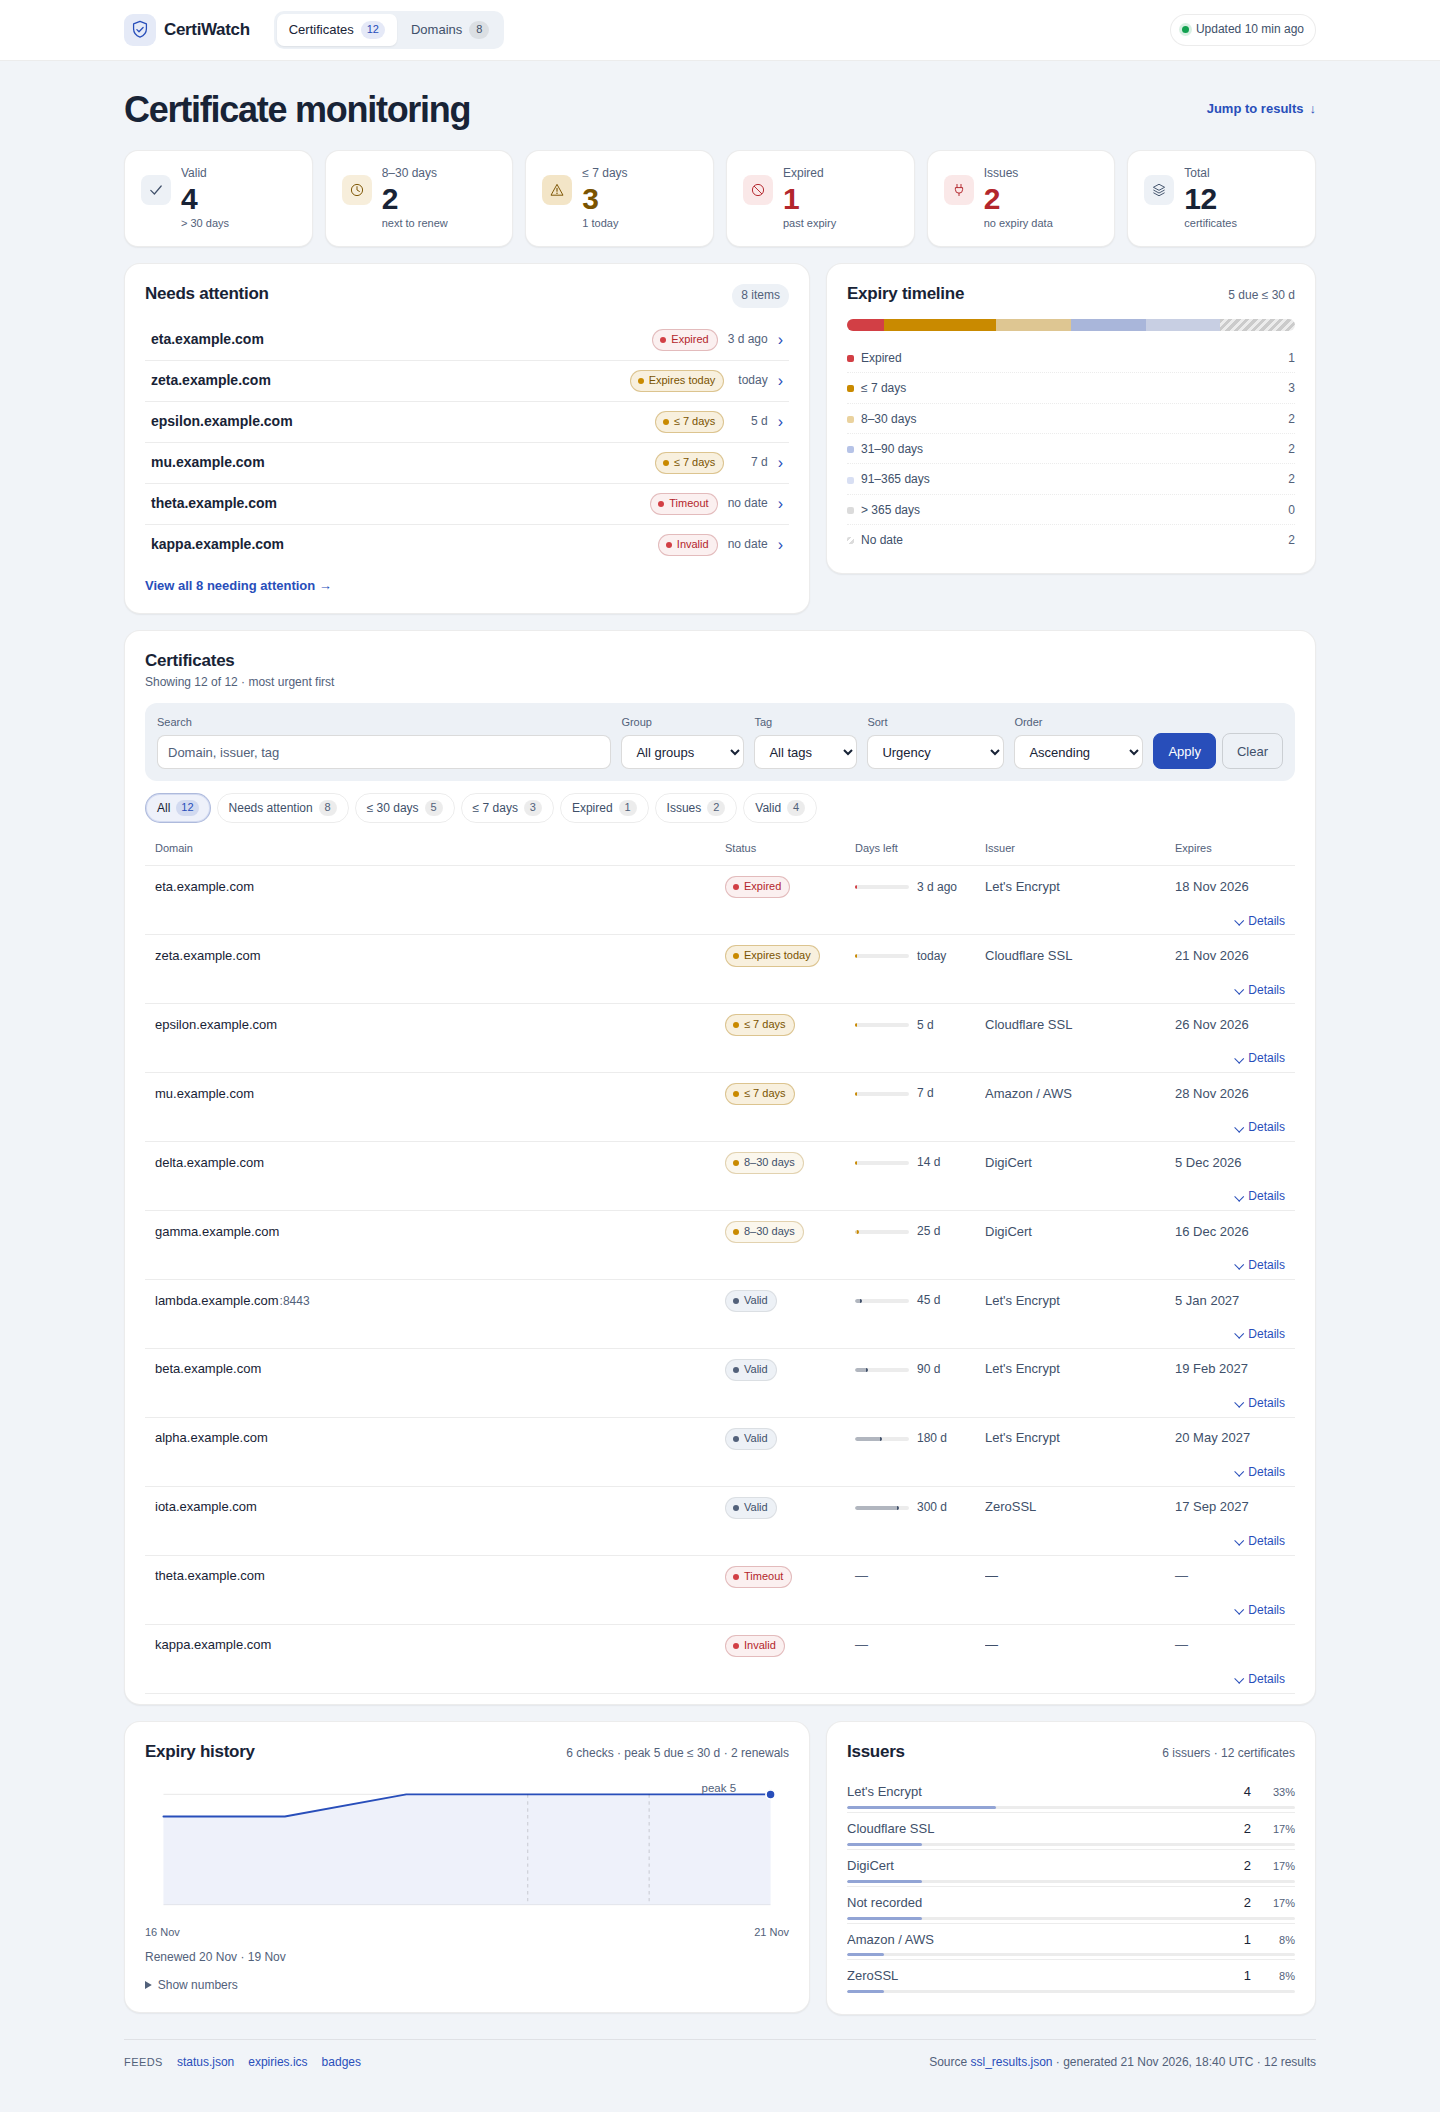 CertiWatch
Certificates 12
Domains 8
Updated 10 min ago
Certificate monitoring
Jump to results ↓
Valid
4
> 30 days
8–30 days
2
next to renew
≤ 7 days
3
1 today
Expired
1
past expiry
Issues
2
no expiry data
Total
12
certificates
Needs attention
8 items
eta.example.com Expired 3 d ago ›
zeta.example.com Expires today today ›
epsilon.example.com ≤ 7 days 5 d ›
mu.example.com ≤ 7 days 7 d ›
theta.example.com Timeout no date ›
kappa.example.com Invalid no date ›
View all 8 needing attention →
Expiry timeline
5 due ≤ 30 d
Expired 1
≤ 7 days 3
8–30 days 2
31–90 days 2
91–365 days 2
> 365 days 0
No date 2
Certificates
Showing 12 of 12 · most urgent first
Search Group Tag Sort Order
Domain, issuer, tag All groups All tags Urgency Ascending Apply Clear
All 12 Needs attention 8 ≤ 30 days 5 ≤ 7 days 3 Expired 1 Issues 2 Valid 4
Domain Status Days left Issuer Expires
eta.example.com Expired 3 d ago Let's Encrypt 18 Nov 2026
Details
zeta.example.com Expires today today Cloudflare SSL 21 Nov 2026
Details
epsilon.example.com ≤ 7 days 5 d Cloudflare SSL 26 Nov 2026
Details
mu.example.com ≤ 7 days 7 d Amazon / AWS 28 Nov 2026
Details
delta.example.com 8–30 days 14 d DigiCert 5 Dec 2026
Details
gamma.example.com 8–30 days 25 d DigiCert 16 Dec 2026
Details
lambda.example.com:8443 Valid 45 d Let's Encrypt 5 Jan 2027
Details
beta.example.com Valid 90 d Let's Encrypt 19 Feb 2027
Details
alpha.example.com Valid 180 d Let's Encrypt 20 May 2027
Details
iota.example.com Valid 300 d ZeroSSL 17 Sep 2027
Details
theta.example.com Timeout — — —
Details
kappa.example.com Invalid — — —
Details
Expiry history
6 checks · peak 5 due ≤ 30 d · 2 renewals
peak 5
16 Nov 21 Nov
Renewed 20 Nov · 19 Nov
Show numbers
Issuers
6 issuers · 12 certificates
Let's Encrypt 4 33%
Cloudflare SSL 2 17%
DigiCert 2 17%
Not recorded 2 17%
Amazon / AWS 1 8%
ZeroSSL 1 8%
FEEDS status.json expiries.ics badges
Source ssl_results.json · generated 21 Nov 2026, 18:40 UTC · 12 results